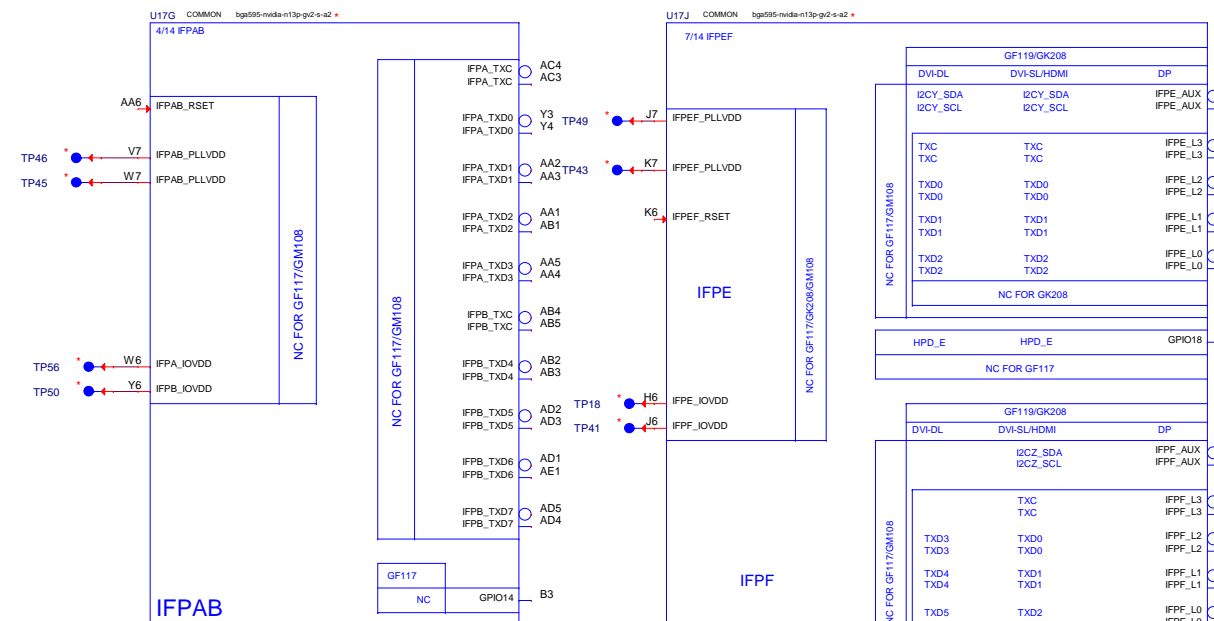 U17G COMMON bga595-nvidia-n13p-gv2-s-a2 *
4/14 IFPAB
AA6 IFPAB_RSET
TP46 * V7 IFPAB_PLLVDD
TP45 * W7 IFPAB_PLLVDD
TP56 * W6 IFPA_IOVDD
TP50 * Y6 IFPB_IOVDD
NC FOR GF117/GM108
NC FOR GF117/GM108
IFPA_TXC AC4
IFPA_TXC AC3
IFPA_TXD0 Y3
IFPA_TXD0 Y4
IFPA_TXD1 AA2
IFPA_TXD1 AA3
IFPA_TXD2 AA1
IFPA_TXD2 AB1
IFPA_TXD3 AA5
IFPA_TXD3 AA4
IFPB_TXC AB4
IFPB_TXC AB5
IFPB_TXD4 AB2
IFPB_TXD4 AB3
IFPB_TXD5 AD2
IFPB_TXD5 AD3
IFPB_TXD6 AD1
IFPB_TXD6 AE1
IFPB_TXD7 AD5
IFPB_TXD7 AD4
GF117
NC GPIO14 B3
IFPAB
U17J COMMON bga595-nvidia-n13p-gv2-s-a2 *
7/14 IFPEF
TP49 * J7 IFPEF_PLLVDD
TP43 * K7 IFPEF_PLLVDD
K6 IFPEF_RSET
IFPE
TP18 * H6 IFPE_IOVDD
TP41 * J6 IFPF_IOVDD
NC FOR GF117/GK208/GM108
IFPF
GF119/GK208
DVI-DL DVI-SL/HDMI DP
I2CY_SDA I2CY_SDA IFPE_AUX
I2CY_SCL I2CY_SCL IFPE_AUX
TXC TXC IFPE_L3
TXC TXC IFPE_L3
TXD0 TXD0 IFPE_L2
TXD0 TXD0 IFPE_L2
TXD1 TXD1 IFPE_L1
TXD1 TXD1 IFPE_L1
TXD2 TXD2 IFPE_L0
TXD2 TXD2 IFPE_L0
NC FOR GK208
NC FOR GF117/GM108
HPD_E HPD_E GPIO18
NC FOR GF117
GF119/GK208
DVI-DL DVI-SL/HDMI DP
I2CZ_SDA IFPF_AUX
I2CZ_SCL IFPF_AUX
TXC IFPF_L3
TXC IFPF_L3
TXD3 TXD0 IFPF_L2
TXD3 TXD0 IFPF_L2
TXD4 TXD1 IFPF_L1
TXD4 TXD1 IFPF_L1
TXD5 TXD2 IFPF_L0
NC FOR GF117/GM108